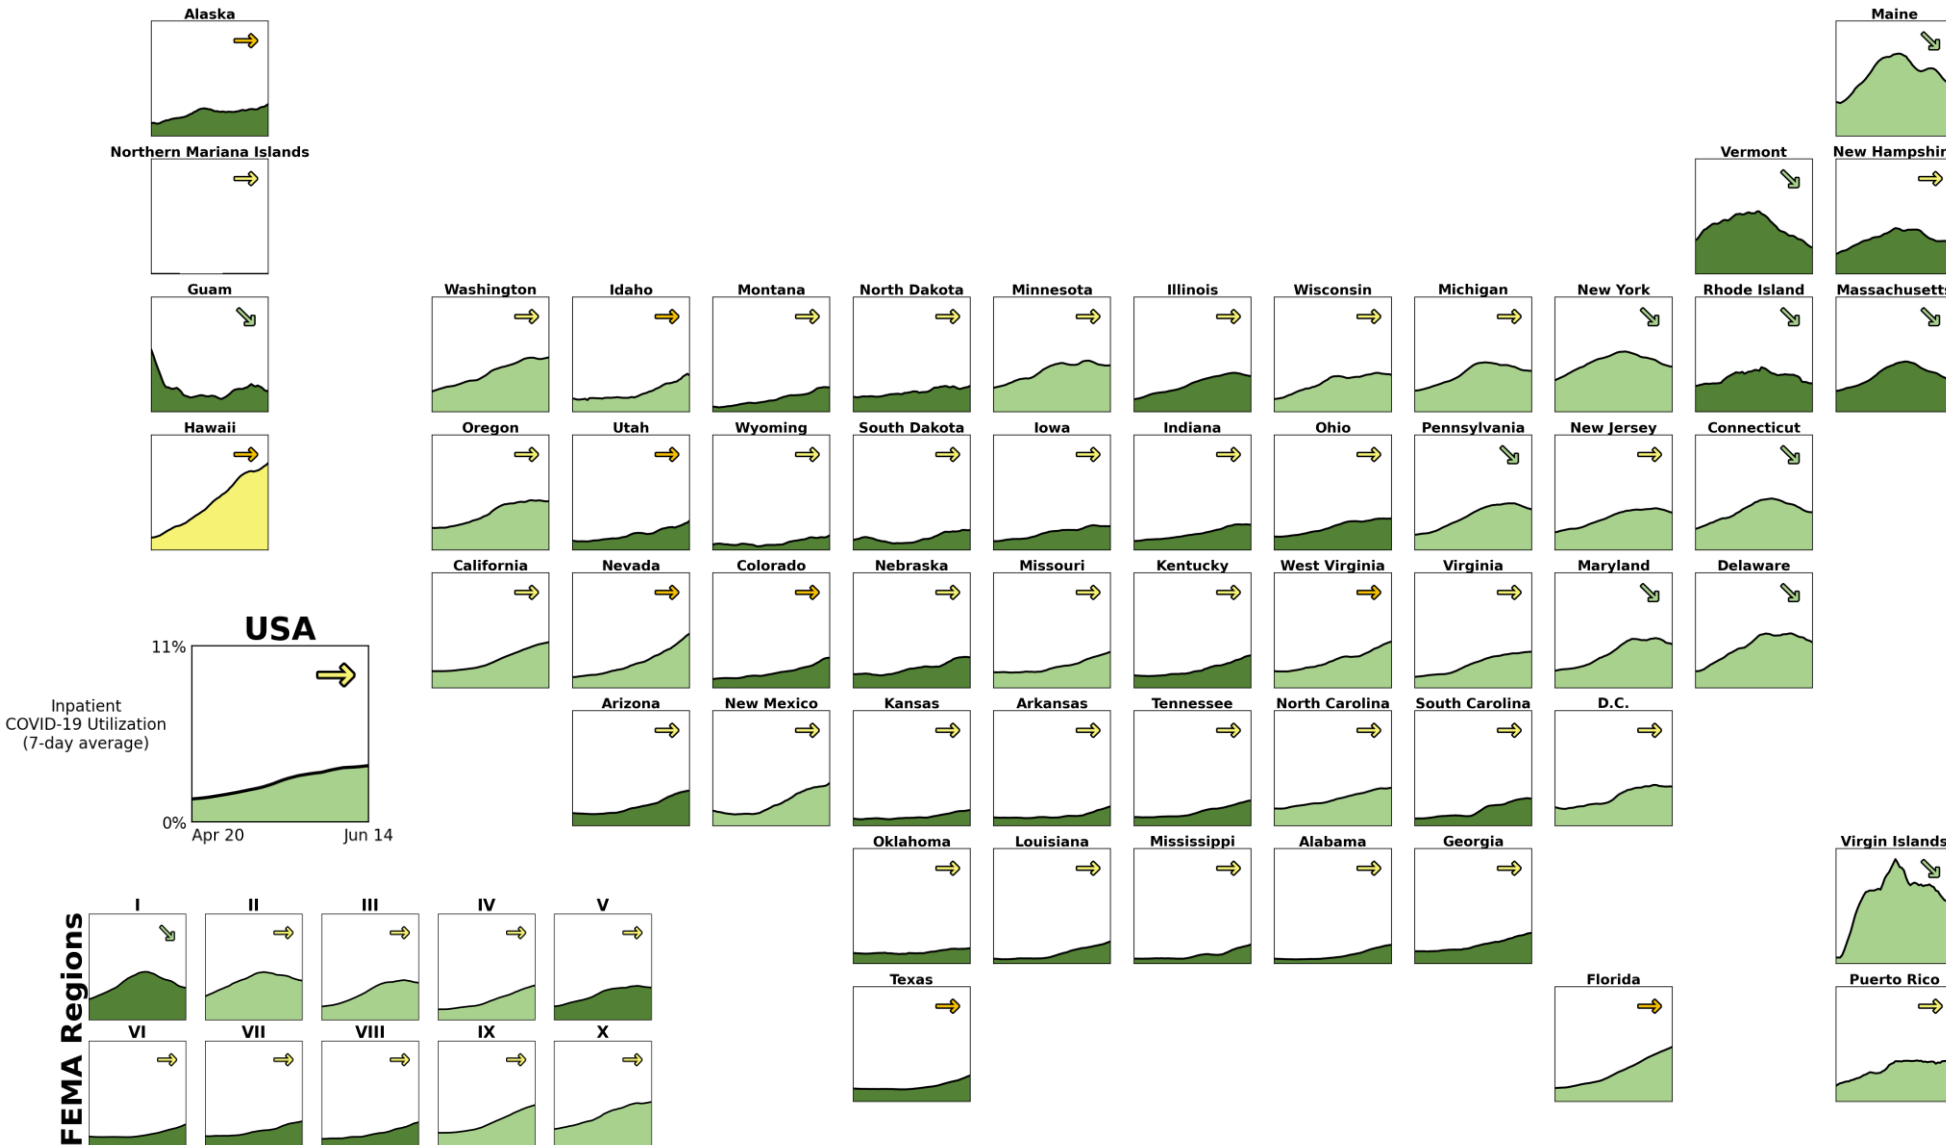 Alaska
Maine
Northern Mariana Islands
Vermont
New Hampshir
Guam
Washington
Idaho
Montana
North Dakota
Minnesota
Illinois
Wisconsin
Michigan
New York
Rhode Island
Massachusetts
Hawaii
Oregon
Utah
Wyoming
South Dakota
Iowa
Indiana
Ohio
Pennsylvania
New Jersey
Connecticut
California
Nevada
Colorado
Nebraska
Missouri
Kentucky
West Virginia
Virginia
Maryland
Delaware
USA
11%
Inpatient
COVID-19 Utilization
(7-day average)
0%
Apr 20
Jun 14
Arizona
New Mexico
Kansas
Arkansas
Tennessee
North Carolina
South Carolina
D.C.
Oklahoma
Louisiana
Mississippi
Alabama
Georgia
Virgin Islands
Texas
Florida
Puerto Rico
FEMA Regions
I
II
III
IV
V
VI
VII
VIII
IX
X